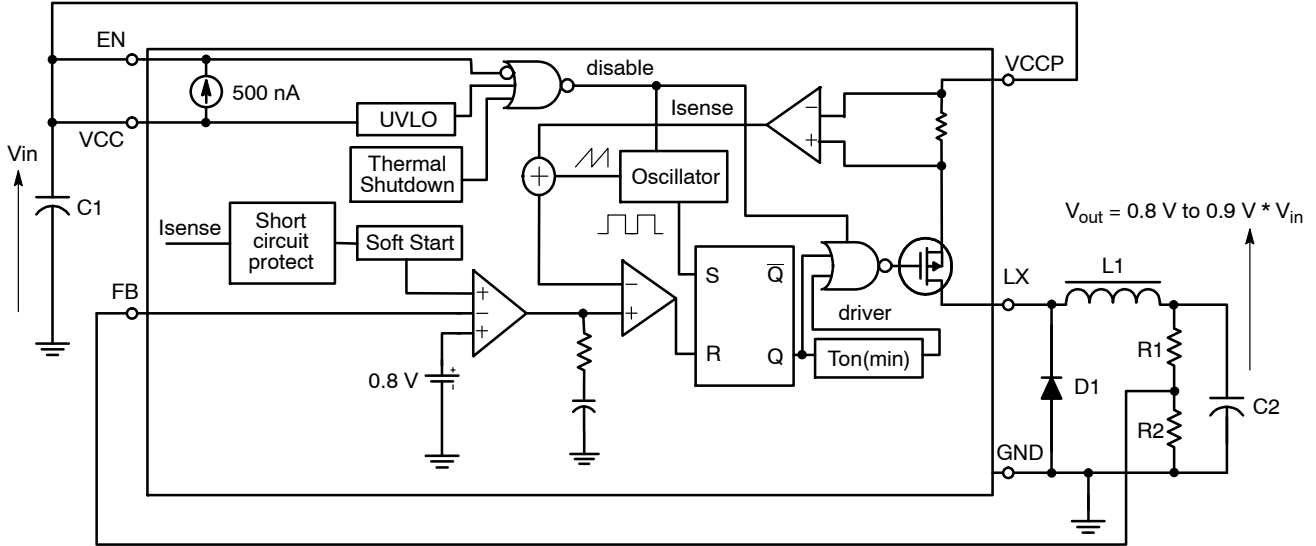 EN
VCCP
disable
500 nA
Isense
−
+
UVLO
VCC
Vin
Thermal
Shutdown
+
Oscillator
C1
V_out = 0.8 V to 0.9 V * V_in
Isense
Short
circuit
protect
Soft Start
L1
LX
S
Q̅
FB
+
−
+
−
+
driver
R1
R
Q
Ton(min)
0.8 V
+
-
D1
C2
R2
GND